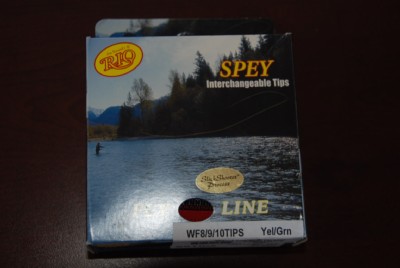 RIO
SPEY
Interchangeable Tips
LINE
WF8/9/10TIPS Yel/Grn